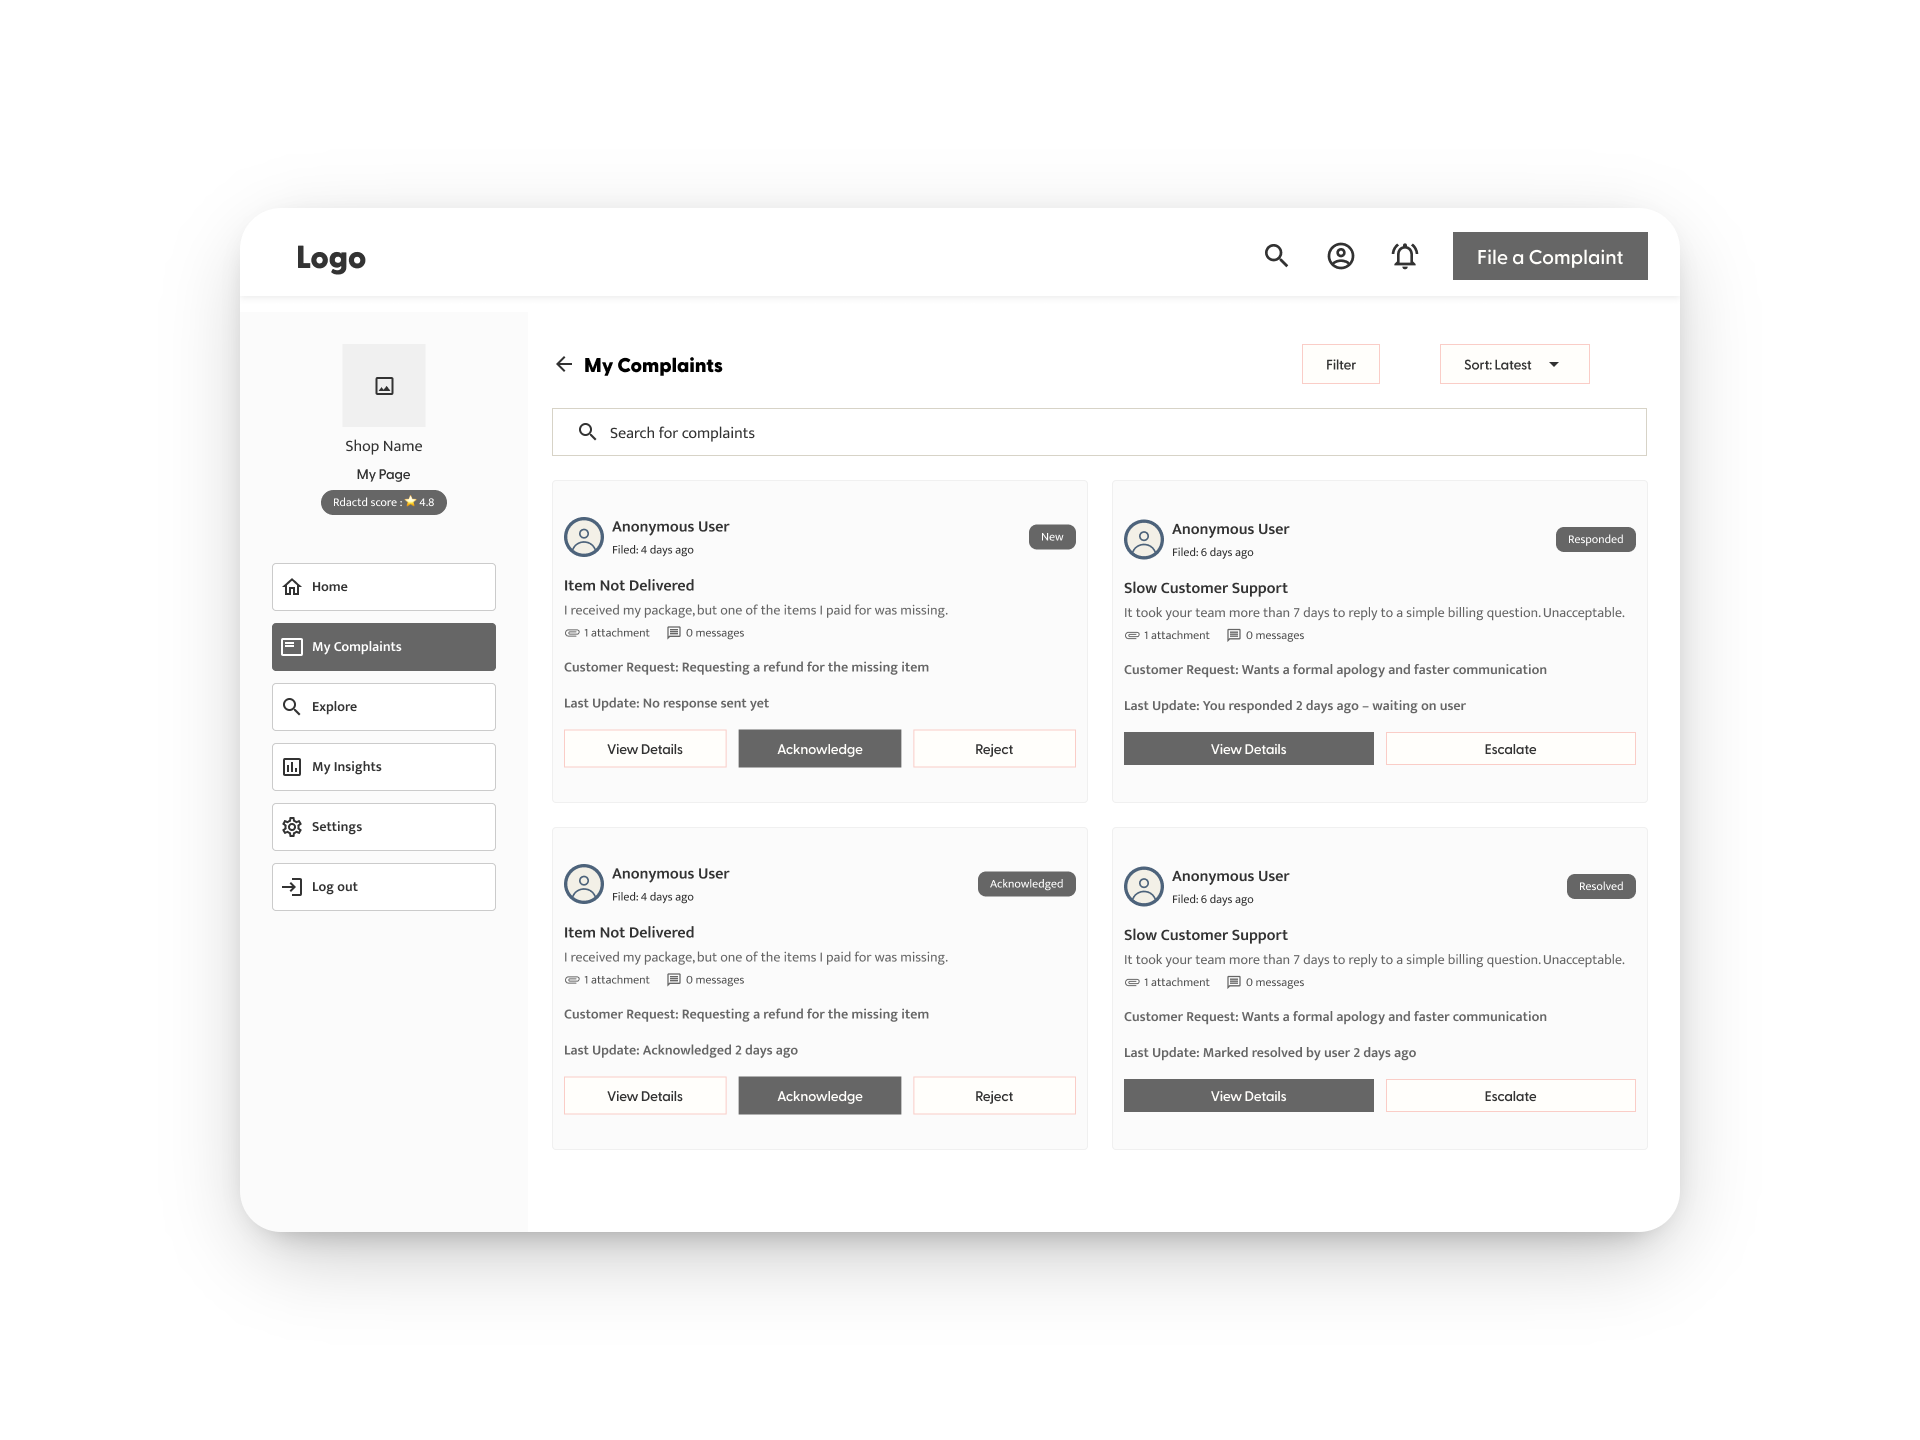 Logo
File a Complaint
Shop Name
My Page
Rdactd score : ⭐ 4.8
Home
My Complaints
Explore
My Insights
Settings
Log out
My Complaints
Filter
Sort: Latest
Search for complaints
Anonymous User
Filed: 4 days ago
New
Item Not Delivered
I received my package, but one of the items I paid for was missing.
1 attachment 0 messages
Customer Request: Requesting a refund for the missing item
Last Update: No response sent yet
View Details Acknowledge Reject
Anonymous User
Filed: 6 days ago
Responded
Slow Customer Support
It took your team more than 7 days to reply to a simple billing question. Unacceptable.
1 attachment 0 messages
Customer Request: Wants a formal apology and faster communication
Last Update: You responded 2 days ago – waiting on user
View Details Escalate
Anonymous User
Filed: 4 days ago
Acknowledged
Item Not Delivered
I received my package, but one of the items I paid for was missing.
1 attachment 0 messages
Customer Request: Requesting a refund for the missing item
Last Update: Acknowledged 2 days ago
View Details Acknowledge Reject
Anonymous User
Filed: 6 days ago
Resolved
Slow Customer Support
It took your team more than 7 days to reply to a simple billing question. Unacceptable.
1 attachment 0 messages
Customer Request: Wants a formal apology and faster communication
Last Update: Marked resolved by user 2 days ago
View Details Escalate